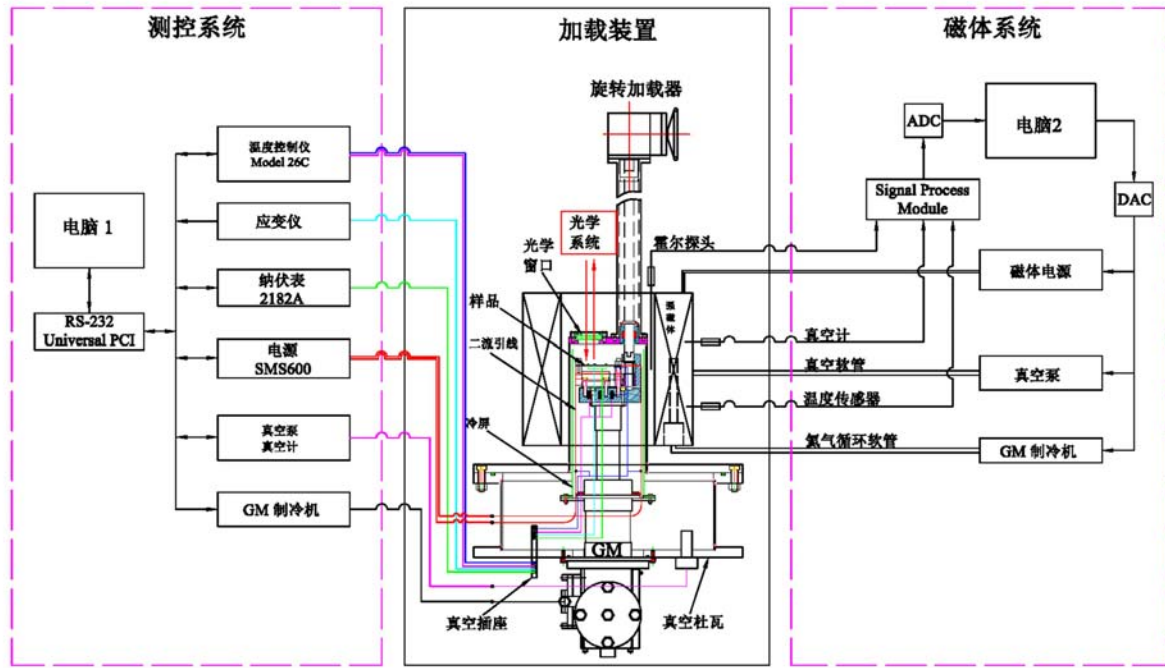 测控系统
加载装置
磁体系统
温度控制仪
Model 26C
应变仪
电脑 1
纳伏表
2182A
RS-232
Universal PCI
电源
SMS600
真空泵
真空计
GM 制冷机
旋转加载器
光学
系统
光学
窗口
样品
二流引线
冷屏
GM
真空插座
真空杜瓦
霍尔探头
真空计
真空软管
温度传感器
氦气循环软管
ADC
电脑2
Signal Process
Module
DAC
磁体电源
真空泵
GM 制冷机